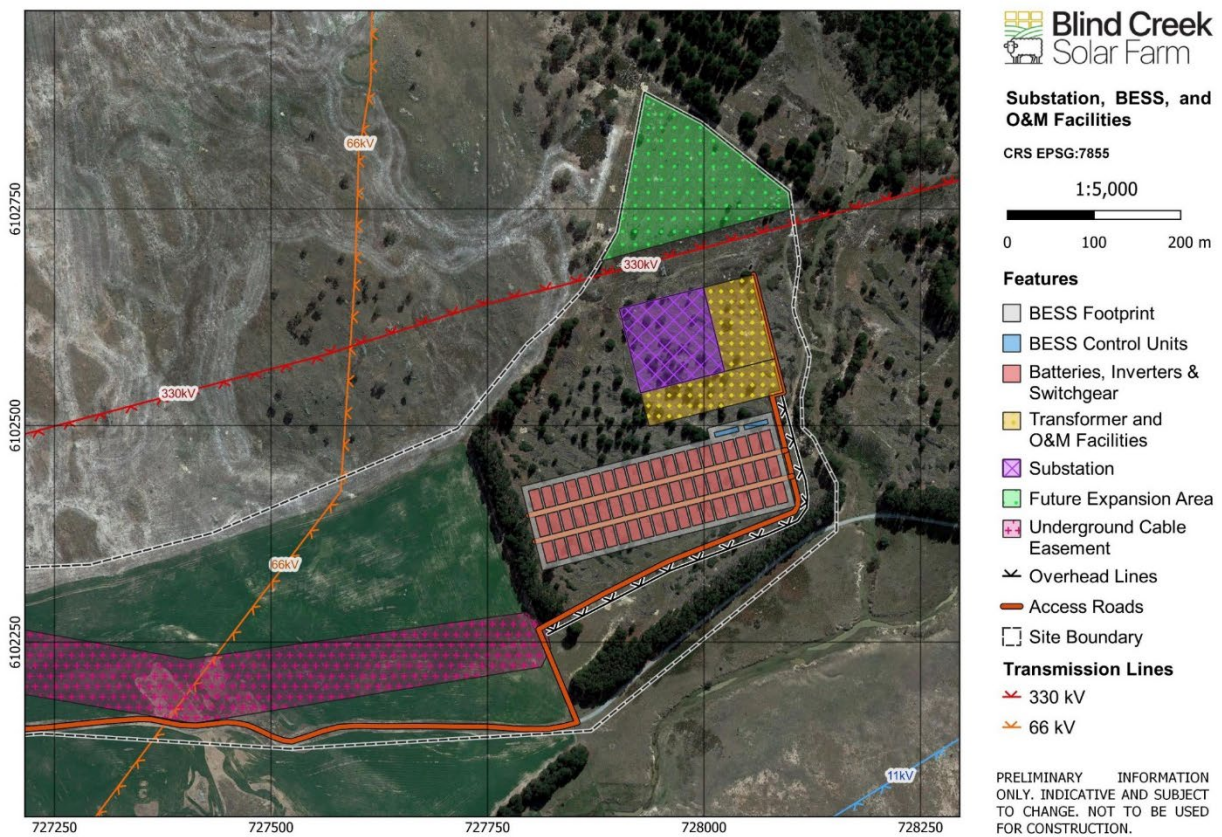 Blind Creek
Solar Farm
Substation, BESS, and
O&M Facilities
CRS EPSG:7855
1:5,000
0 100 200 m
Features
BESS Footprint
BESS Control Units
Batteries, Inverters &
Switchgear
Transformer and
O&M Facilities
Substation
Future Expansion Area
Underground Cable
Easement
Overhead Lines
Access Roads
Site Boundary
Transmission Lines
330 kV
66 kV
PRELIMINARY INFORMATION
ONLY. INDICATIVE AND SUBJECT
TO CHANGE. NOT TO BE USED
FOR CONSTRUCTION.
66kV
330kV
330kV
66kV
11kV
6102750
6102500
6102250
727250 727500 727750 728000 728250